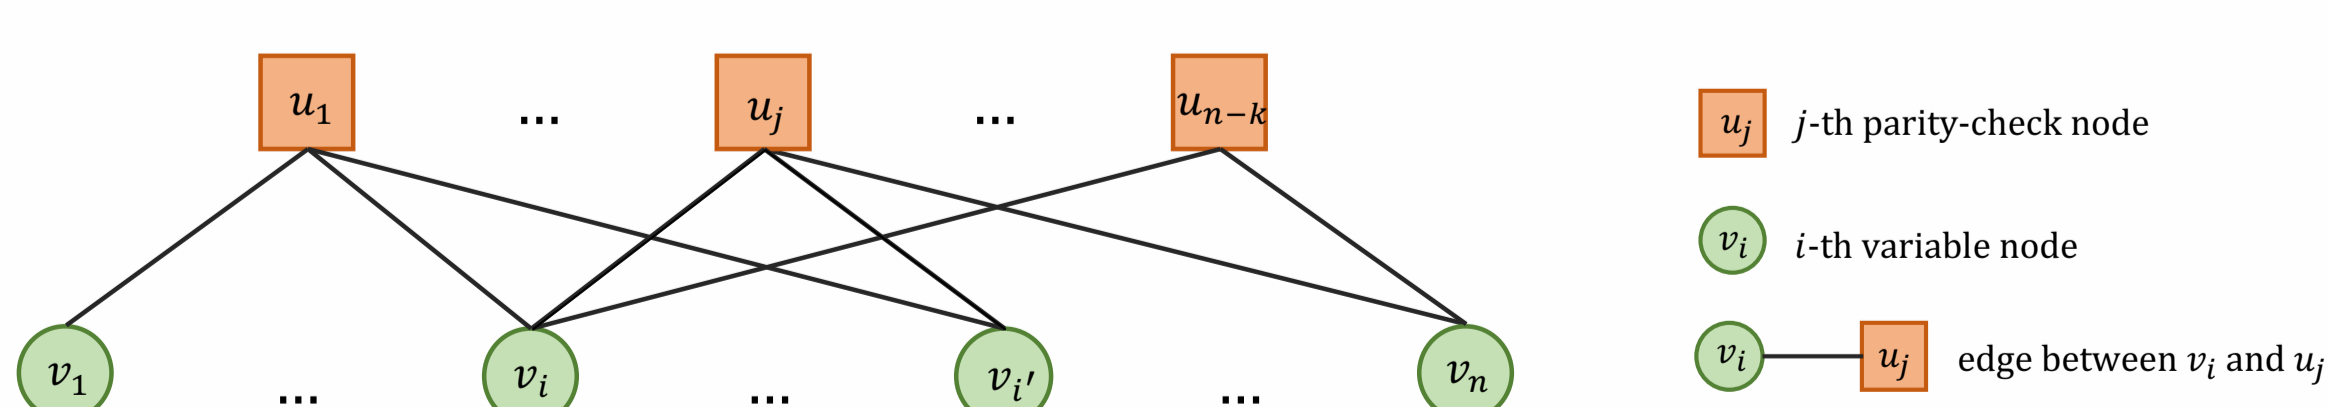 u₁ ... uⱼ ... uₙ₋ₖ
v₁ ... vᵢ ... vᵢ′ ... vₙ
uⱼ j-th parity-check node
vᵢ i-th variable node
vᵢ uⱼ edge between vᵢ and uⱼ